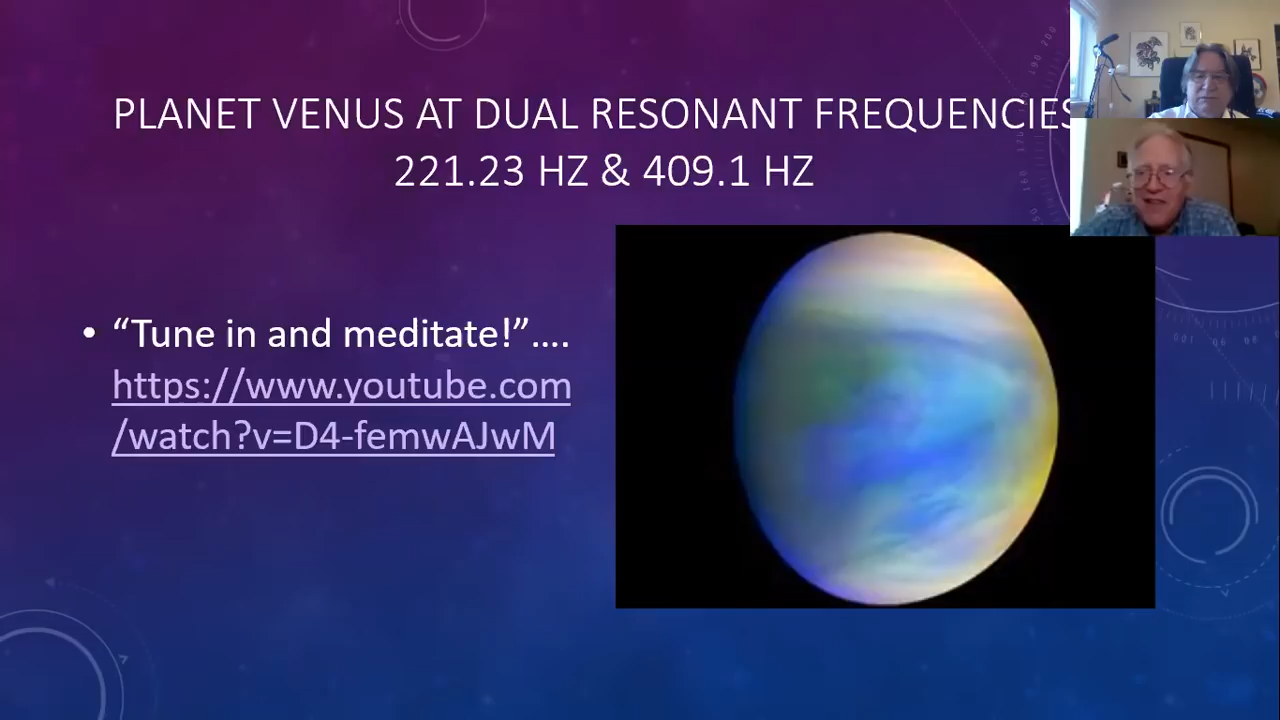 PLANET VENUS AT DUAL RESONANT FREQUENCIES
221.23 HZ & 409.1 HZ
• “Tune in and meditate!”....
https://www.youtube.com
/watch?v=D4-femwAJwM